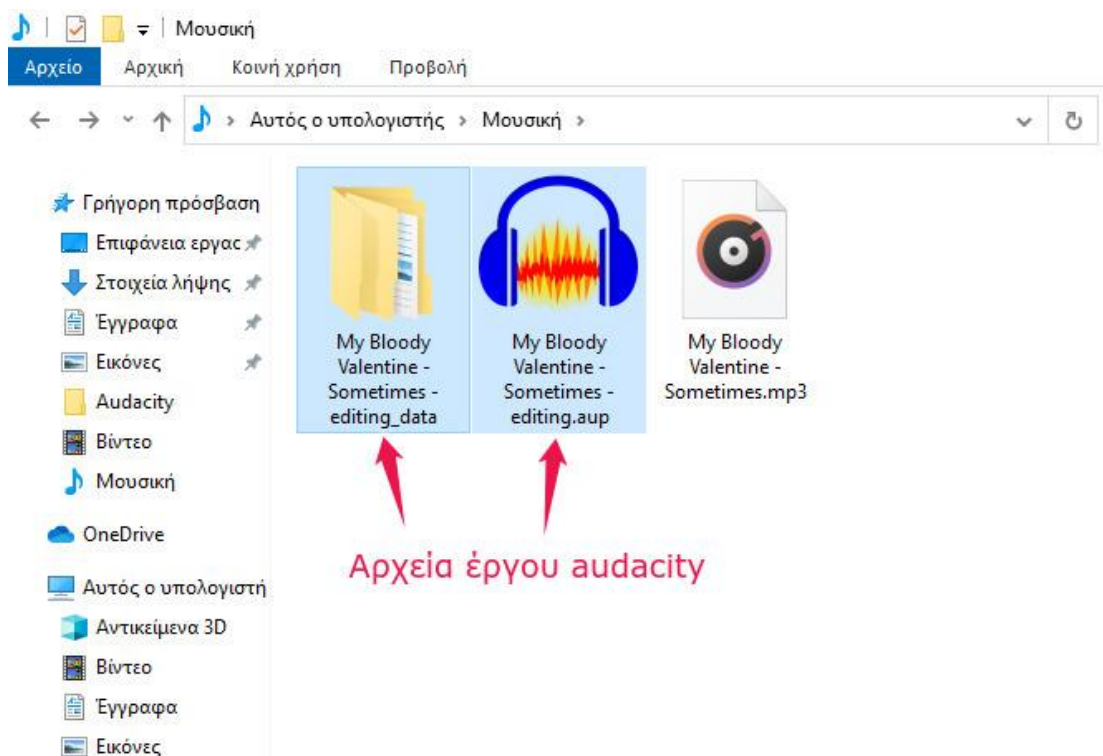 Μουσική
Αρχείο Αρχική Κοινή χρήση Προβολή
Αυτός ο υπολογιστής Μουσική
Γρήγορη πρόσβαση
Επιφάνεια εργας
Στοιχεία λήψης
Έγγραφα
Εικόνες
Audacity
Βίντεο
Μουσική
OneDrive
Αυτός ο υπολογιστή
Αντικείμενα 3D
Βίντεο
Έγγραφα
Εικόνες
My Bloody
Valentine -
Sometimes -
editing_data
My Bloody
Valentine -
Sometimes -
editing.aup
My Bloody
Valentine -
Sometimes.mp3
Αρχεία έργου audacity